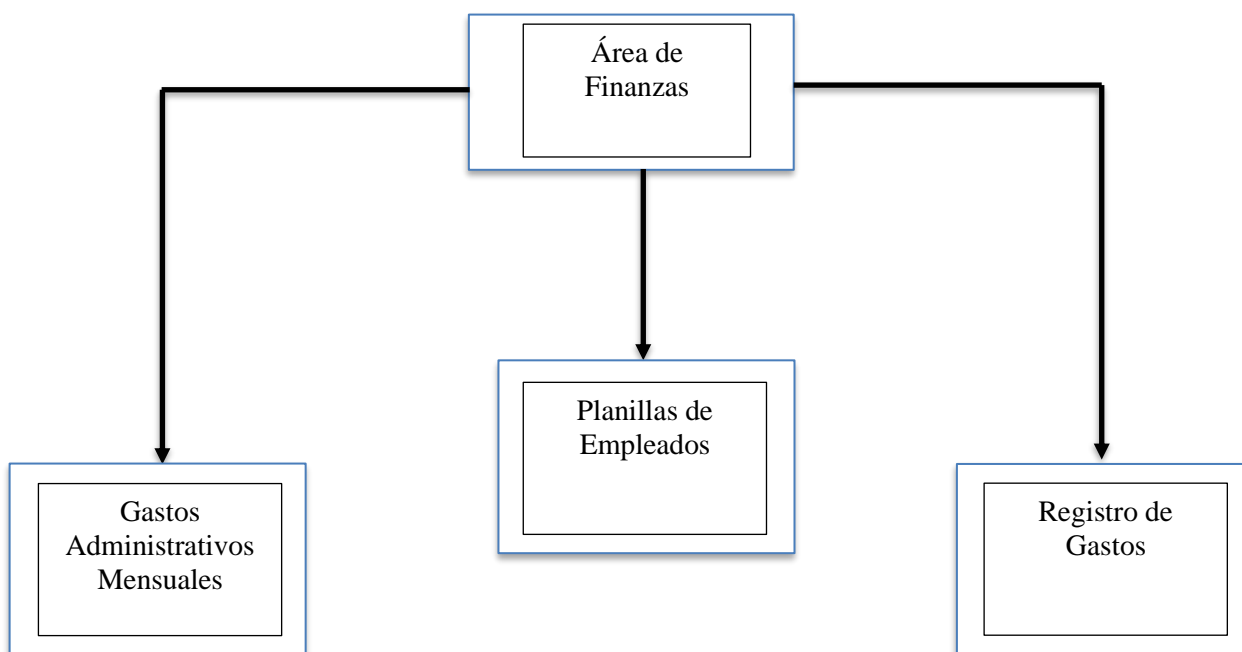 Área de
Finanzas
Planillas de
Empleados
Gastos
Administrativos
Mensuales
Registro de
Gastos